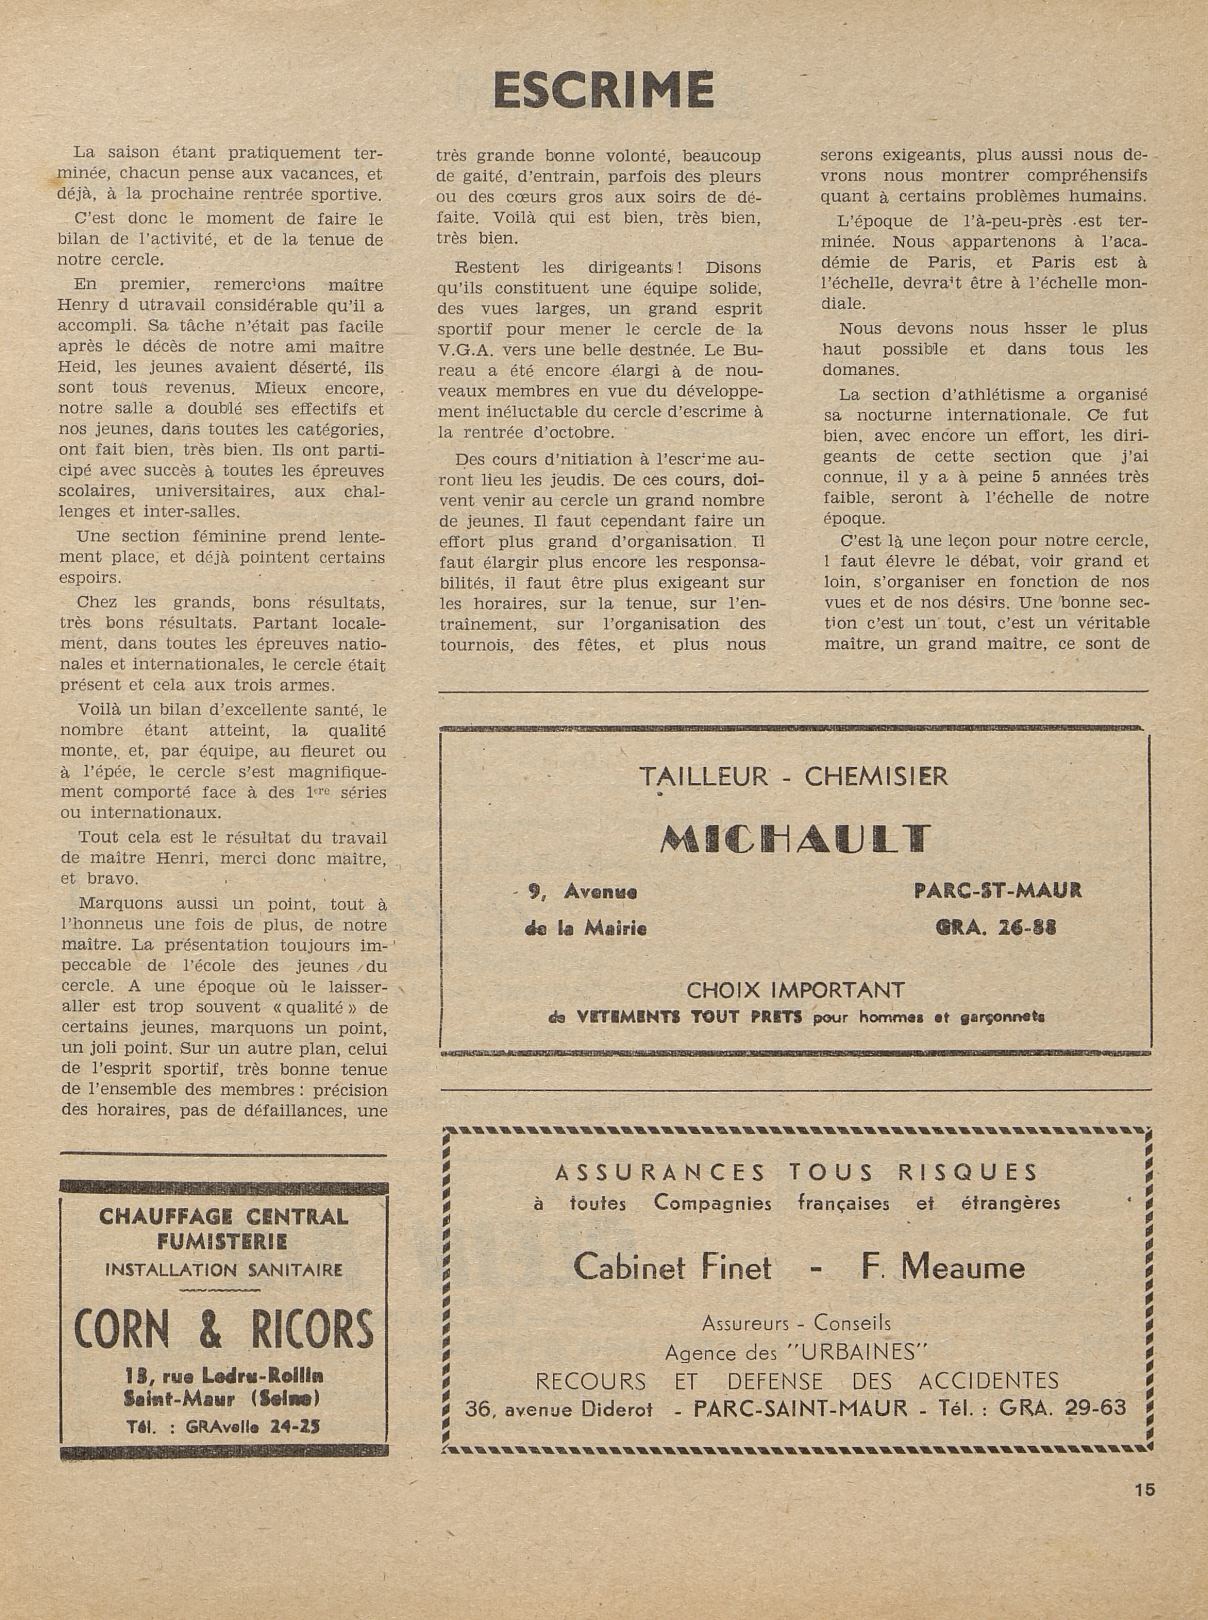 ESCRIME
La saison étant pratiquement ter-
minée, chacun pense aux vacances, et
déjà, à la prochaine rentrée sportive.
C'est donc le moment de faire le
bilan de l'activité, et de la tenue de
notre cercle.
En premier, remercions maître
Henry d utravail considérable qu'il a
accompli. Sa tâche n'était pas facile
après le décès de notre ami maître
Heid, les jeunes avaient déserté, ils
sont tous revenus. Mieux encore,
notre salle a doublé ses effectifs et
nos jeunes, dans toutes les catégories,
ont fait bien, très bien. Ils ont parti-
cipé avec succès à toutes les épreuves
scolaires, universitaires, aux chal-
lenges et inter-salles.
Une section féminine prend lente-
ment place, et déjà pointent certains
espoirs.
Chez les grands, bons résultats,
très bons résultats. Partant locale-
ment, dans toutes les épreuves natio-
nales et internationales, le cercle était
présent et cela aux trois armes.
Voilà un bilan d'excellente santé, le
nombre étant atteint, la qualité
monte, et, par équipe, au fleuret ou
à l'épée, le cercle s'est magnifique-
ment comporté face à des 1ere séries
ou internationaux.
Tout cela est le résultat du travail
de maître Henri, merci donc maître,
et bravo.
Marquons aussi un point, tout à
l'honneus une fois de plus, de notre
maître. La présentation toujours im-
peccable de l'école des jeunes du
cercle. A une époque où le laisser-
aller est trop souvent « qualité » de
certains jeunes, marquons un point,
un joli point. Sur un autre plan, celui
de l'esprit sportif, très bonne tenue
de l'ensemble des membres : précision
des horaires, pas de défaillances, une
très grande bonne volonté, beaucoup
de gaité, d'entrain, parfois des pleurs
ou des cœurs gros aux soirs de dé-
faite. Voilà qui est bien, très bien,
très bien.
Restent les dirigeants ! Disons
qu'ils constituent une équipe solide,
des vues larges, un grand esprit
sportif pour mener le cercle de la
V.G.A. vers une belle destnée. Le Bu-
reau a été encore élargi à de nou-
veaux membres en vue du développe-
ment inéluctable du cercle d'escrime à
la rentrée d'octobre.
Des cours d'nitiation à l'escrime au-
ront lieu les jeudis. De ces cours, doi-
vent venir au cercle un grand nombre
de jeunes. Il faut cependant faire un
effort plus grand d'organisation. Il
faut élargir plus encore les responsa-
bilités, il faut être plus exigeant sur
les horaires, sur la tenue, sur l'en-
traînement, sur l'organisation des
tournois, des fêtes, et plus nous
serons exigeants, plus aussi nous de-
vrons nous montrer compréhensifs
quant à certains problèmes humains.
L'époque de l'à-peu-près est ter-
minée. Nous appartenons à l'aca-
démie de Paris, et Paris est à
l'échelle, devrait être à l'échelle mon-
diale.
Nous devons nous hsser le plus
haut possible et dans tous les
domanes.
La section d'athlétisme a organisé
sa nocturne internationale. Ce fut
bien, avec encore un effort, les diri-
geants de cette section que j'ai
connue, il y a à peine 5 années très
faible, seront à l'échelle de notre
époque.
C'est là une leçon pour notre cercle,
l faut élevre le débat, voir grand et
loin, s'organiser en fonction de nos
vues et de nos désirs. Une bonne sec-
tion c'est un tout, c'est un véritable
maître, un grand maître, ce sont de
TAILLEUR - CHEMISIER
MICHAULT
9, Avenue
de la Mairie
PARC-ST-MAUR
GRA. 26-88
CHOIX IMPORTANT
de VETEMENTS TOUT PRETS pour hommes et garçonnets
CHAUFFAGE CENTRAL
FUMISTERIE
INSTALLATION SANITAIRE
CORN & RICORS
13, rue Ledru-Rollin
Saint-Maur (Seine)
Tél. : GRAvelle 24-25
ASSURANCES TOUS RISQUES
à toutes Compagnies françaises et étrangères
Cabinet Finet - F. Meaume
Assureurs - Conseils
Agence des "URBAINES"
RECOURS ET DEFENSE DES ACCIDENTES
36, avenue Diderot - PARC-SAINT-MAUR - Tél. : GRA. 29-63
15